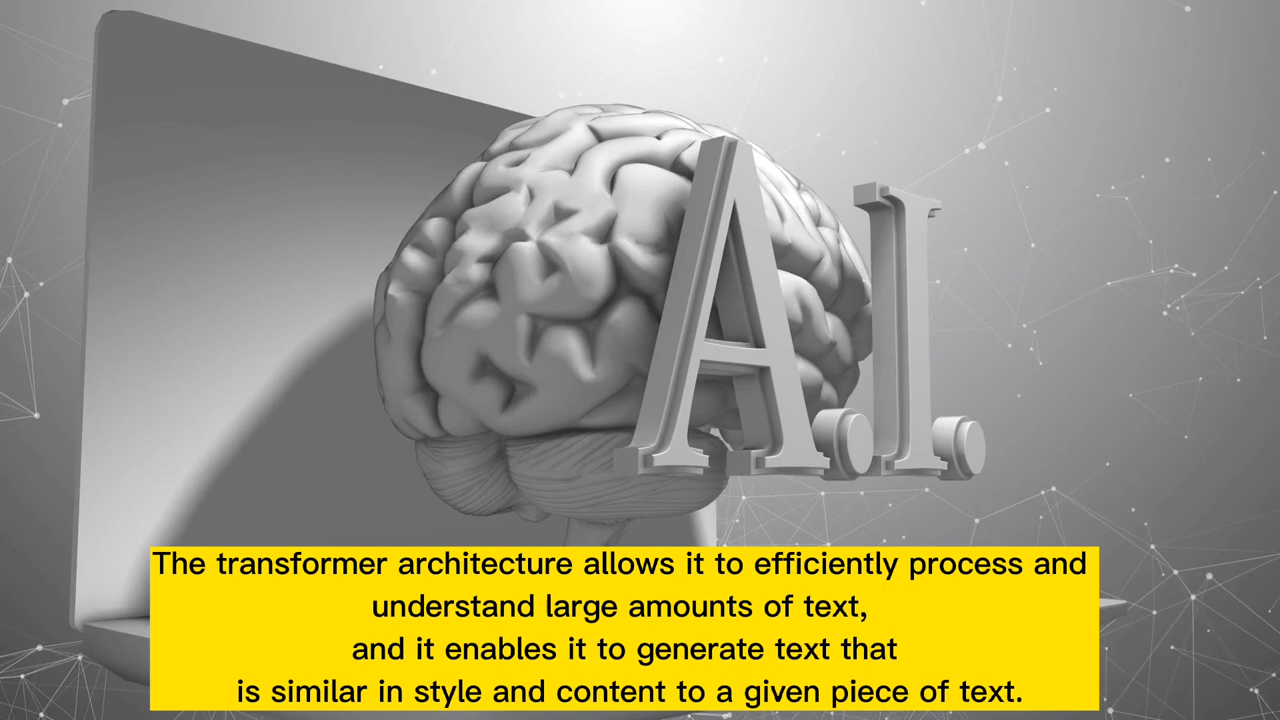 A.I.
The transformer architecture allows it to efficiently process and
understand large amounts of text,
and it enables it to generate text that
is similar in style and content to a given piece of text.